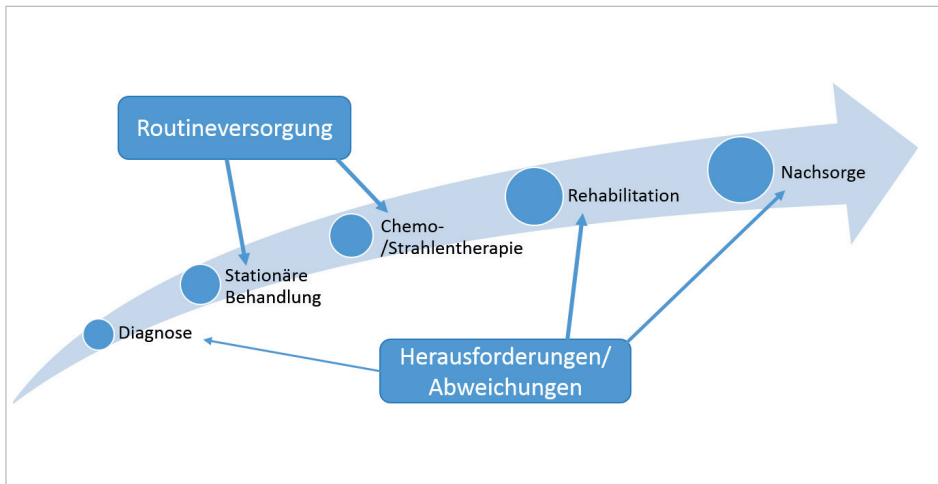 Routineversorgung
Nachsorge
Rehabilitation
Chemo-
/Strahlentherapie
Stationäre
Behandlung
Diagnose
Herausforderungen/
Abweichungen